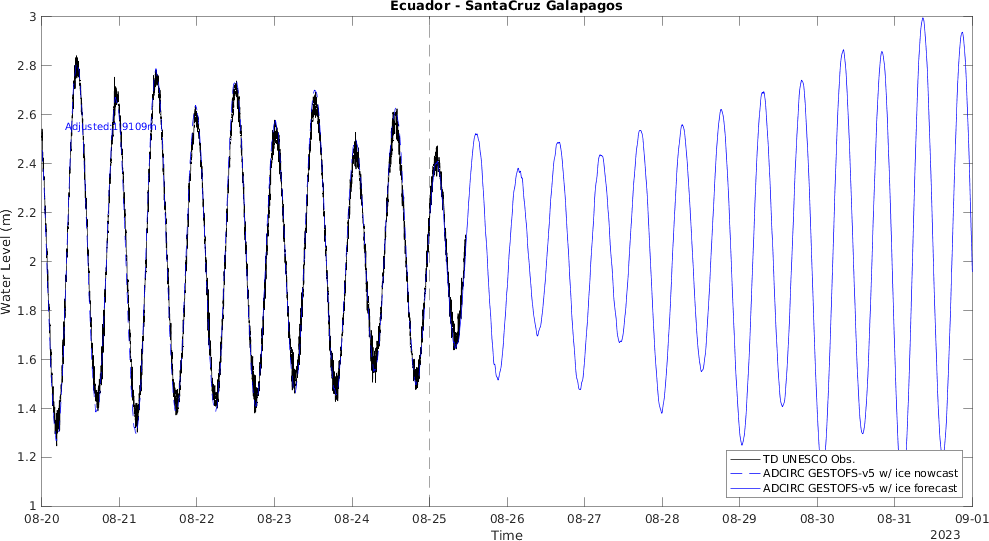 Ecuador - SantaCruz Galapagos
3
2.8
2.6
2.4
2.2
2
1.8
1.6
1.4
1.2
1
Water Level (m)
Adjusted:1.9109m
TD UNESCO Obs.
ADCIRC GESTOFS-v5 w/ ice nowcast
ADCIRC GESTOFS-v5 w/ ice forecast
08-20 08-21 08-22 08-23 08-24 08-25 08-26 08-27 08-28 08-29 08-30 08-31 09-01
Time
2023